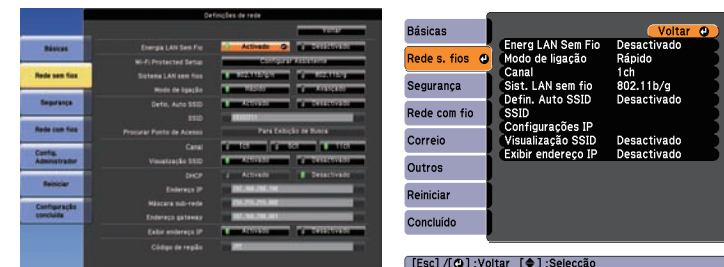 Definições de rede
Voltar
Básicas
Rede sem fios
Segurança
Rede com fios
Config. Administrador
Reiniciar
Configuração concluída
Energia LAN Sem Fio Activado Desactivado
Wi-Fi Protected Setup Configurar Assistente
Sistema LAN sem fios 802.11b/g/n 802.11b/g
Modo de ligação Rápido Avançado
Defin. Auto SSID Activado Desactivado
SSID
Procurar Ponto de Acesso Para Exibição de Busca
Canal 1ch 6ch 11ch
Visualização SSID Activado Desactivado
DHCP Activado Desactivado
Endereço IP
Máscara sub-rede
Endereço gateway
Exibir endereço IP Activado Desactivado
Código de região
Básicas
Rede s. fios
Segurança
Rede com fio
Correio
Outros
Reiniciar
Concluído
Voltar
Energ LAN Sem Fio Desactivado
Modo de ligação Rápido
Canal 1ch
Sist. LAN sem fio 802.11b/g
Defin. Auto SSID Desactivado
SSID
Configurações IP
Visualização SSID Desactivado
Exibir endereço IP Desactivado
[Esc] /[ ] :Voltar [ ] :Selecção